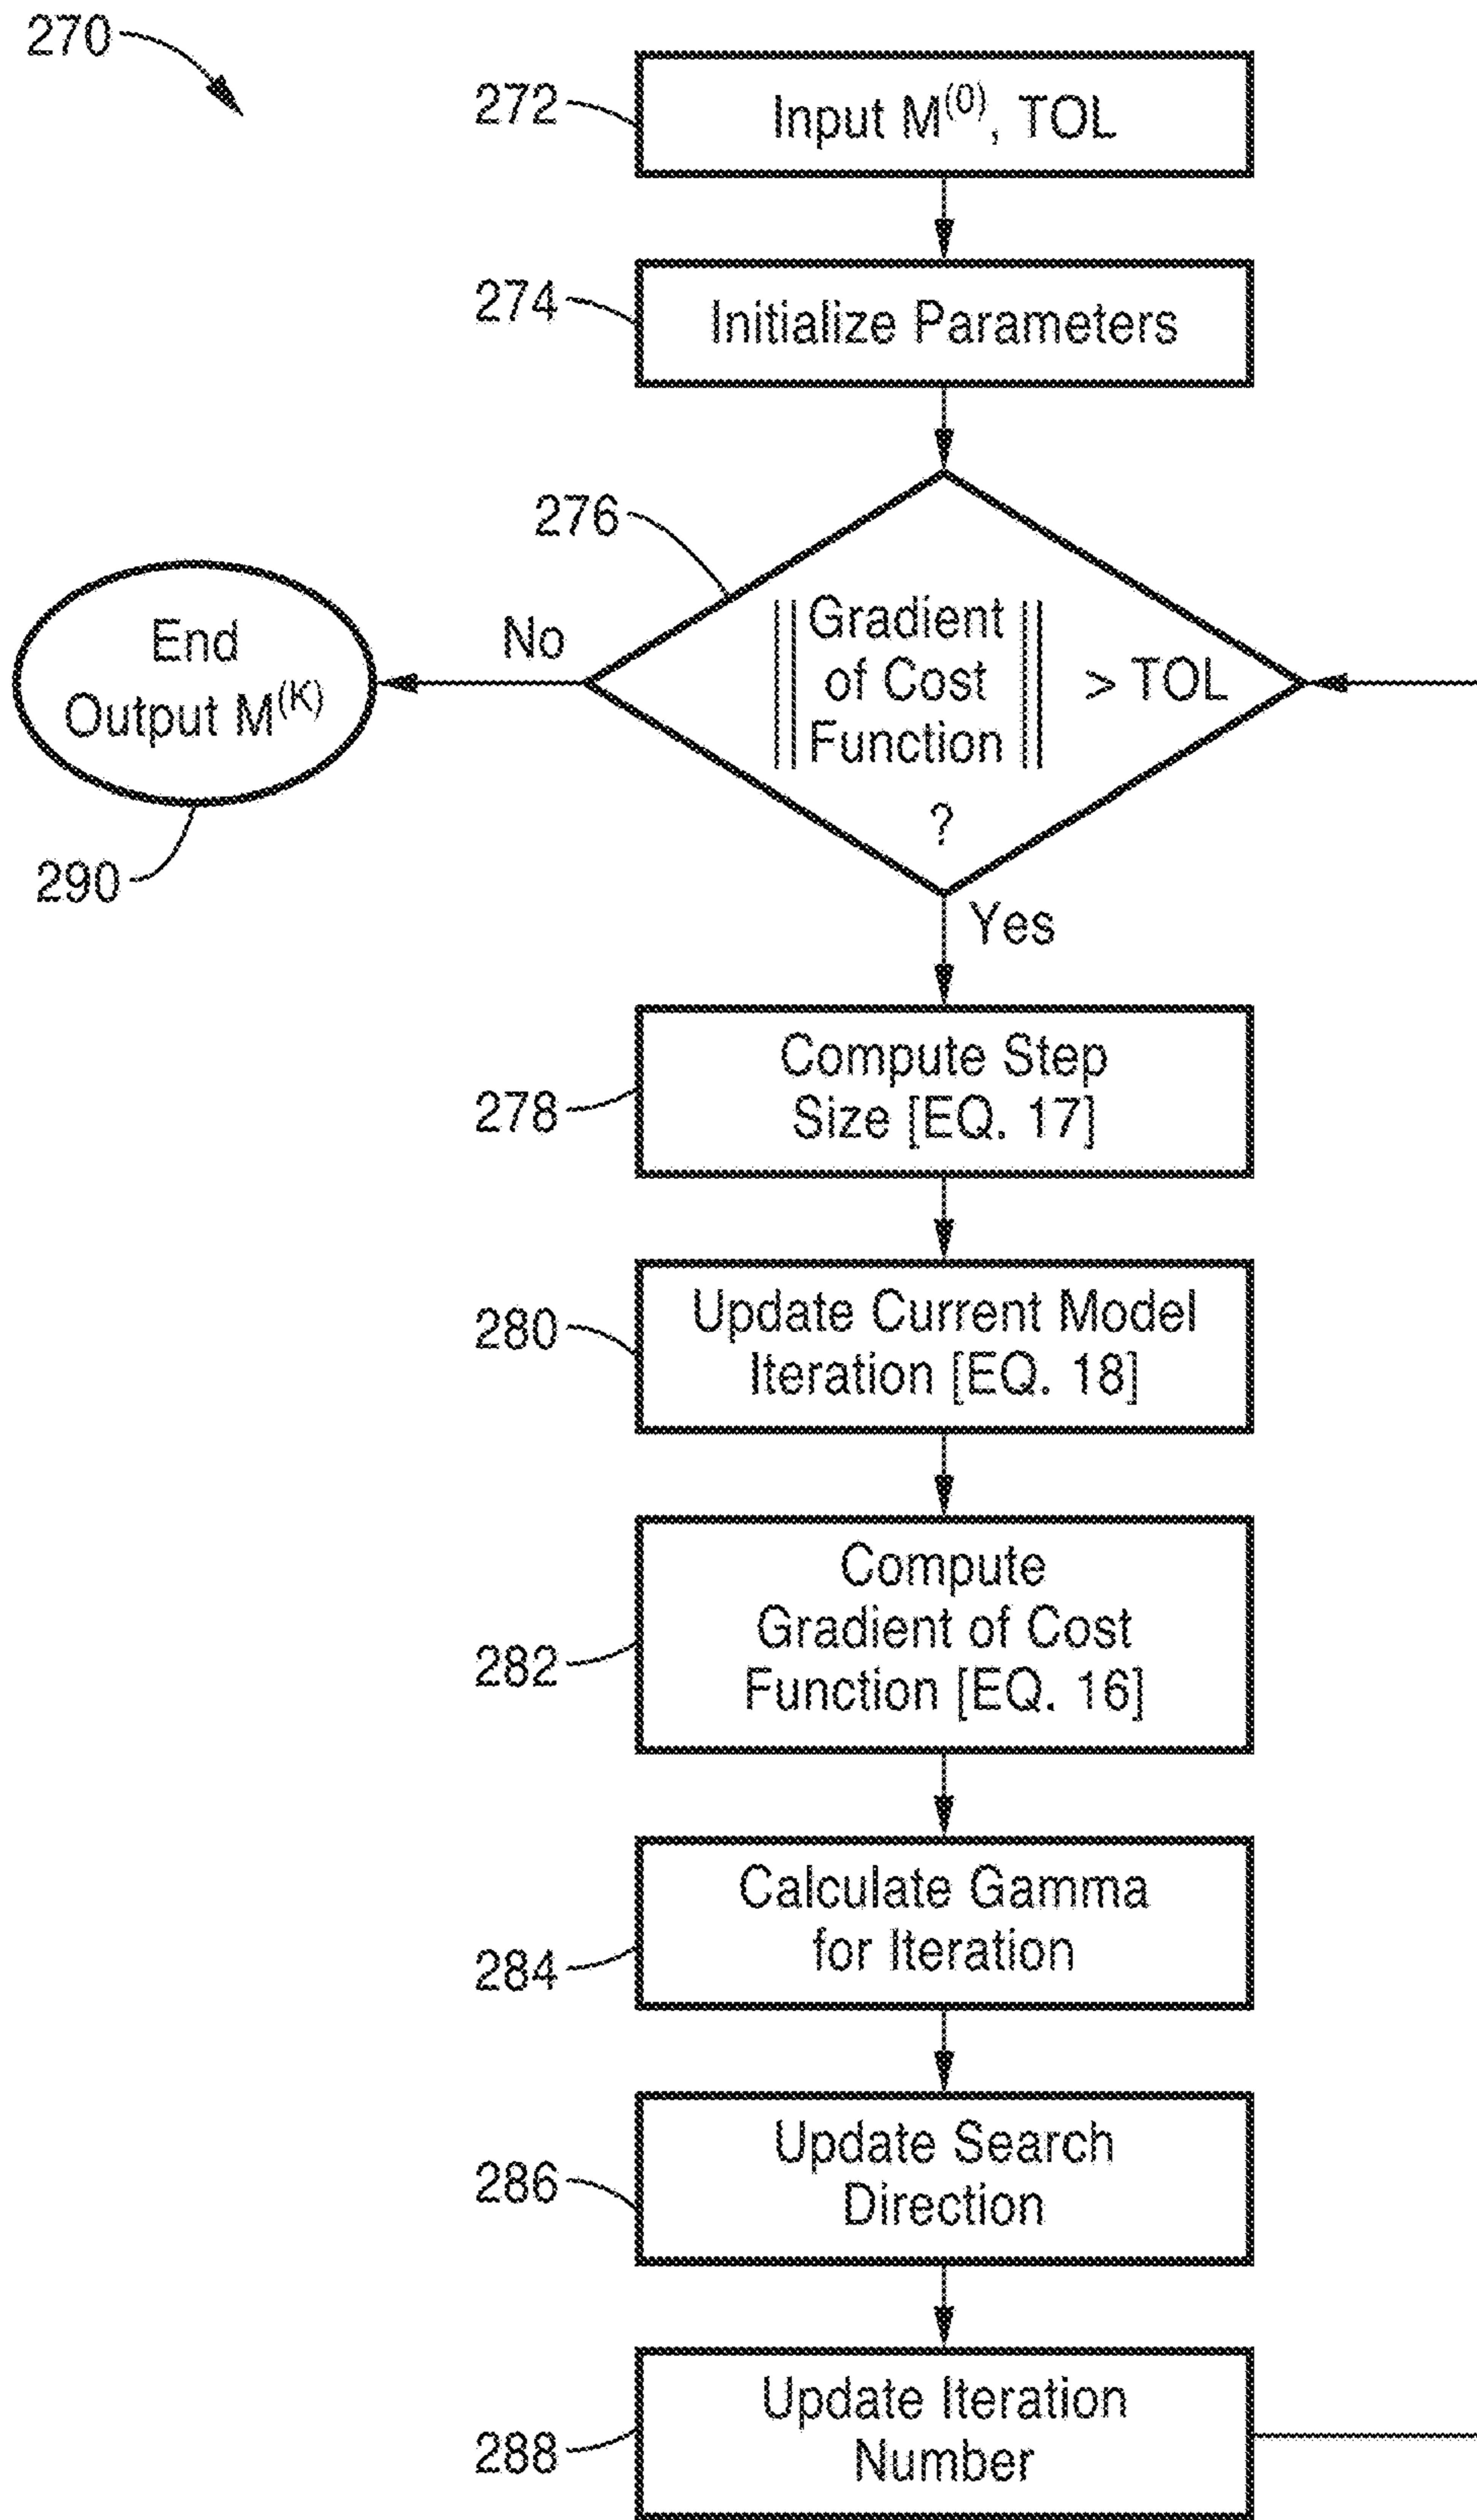 270
272
Input M^(0), TOL
274
Initialize Parameters
276
Gradient
of Cost
Function
> TOL
?
No
End
Output M^(K)
290
Yes
278
Compute Step
Size [EQ. 17]
280
Update Current Model
Iteration [EQ. 18]
282
Compute
Gradient of Cost
Function [EQ. 16]
284
Calculate Gamma
for Iteration
286
Update Search
Direction
288
Update Iteration
Number